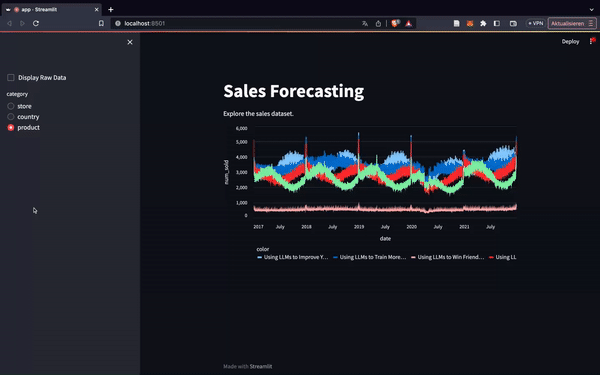 app · Streamlit
localhost:8501
+ VPN
Aktualisieren
Deploy
Display Raw Data
category
store
country
product
Sales Forecasting
Explore the sales dataset.
6,000
5,000
4,000
3,000
2,000
1,000
0
num_sold
2017 July 2018 July 2019 July 2020 July 2021 July
date
color
Using LLMs to Improve Y… Using LLMs to Train More… Using LLMs to Win Friend… Using LL
Made with Streamlit